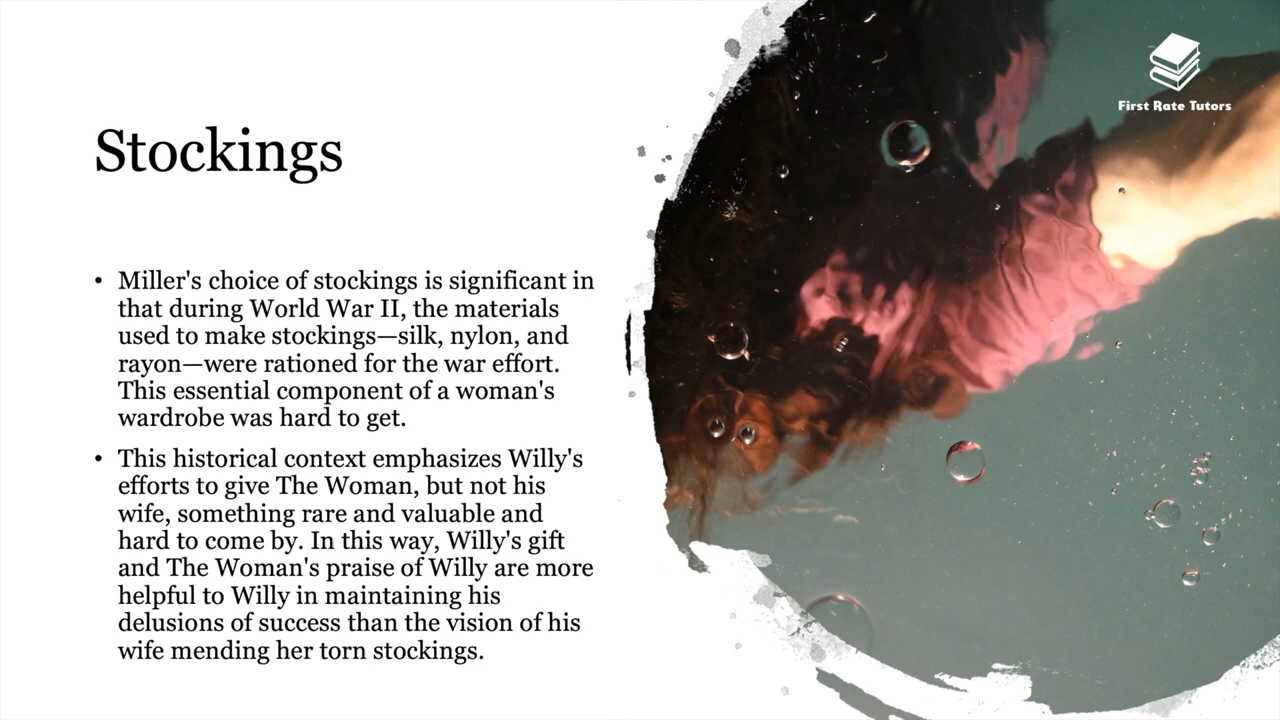 First Rate Tutors
Stockings
• Miller's choice of stockings is significant in
that during World War II, the materials
used to make stockings—silk, nylon, and
rayon—were rationed for the war effort.
This essential component of a woman's
wardrobe was hard to get.
• This historical context emphasizes Willy's
efforts to give The Woman, but not his
wife, something rare and valuable and
hard to come by. In this way, Willy's gift
and The Woman's praise of Willy are more
helpful to Willy in maintaining his
delusions of success than the vision of his
wife mending her torn stockings.